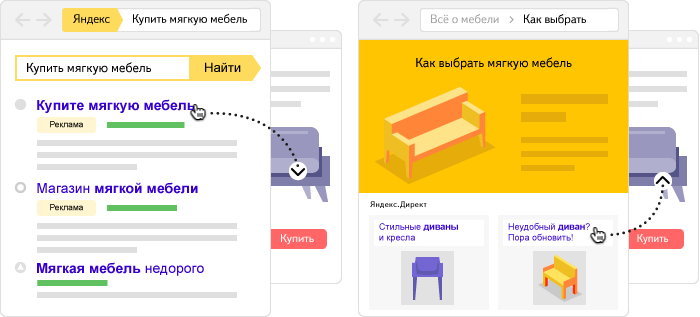 Яндекс Купить мягкую мебель
Купить мягкую мебель Найти
Купите мягкую мебель
Реклама
Магазин мягкой мебели
Реклама
Мягкая мебель недорого
Купить
Всё о мебели Как выбрать
Как выбрать мягкую мебель
Яндекс.Директ
Стильные диваны
и кресла
Неудобный диван?
Пора обновить!
Купить